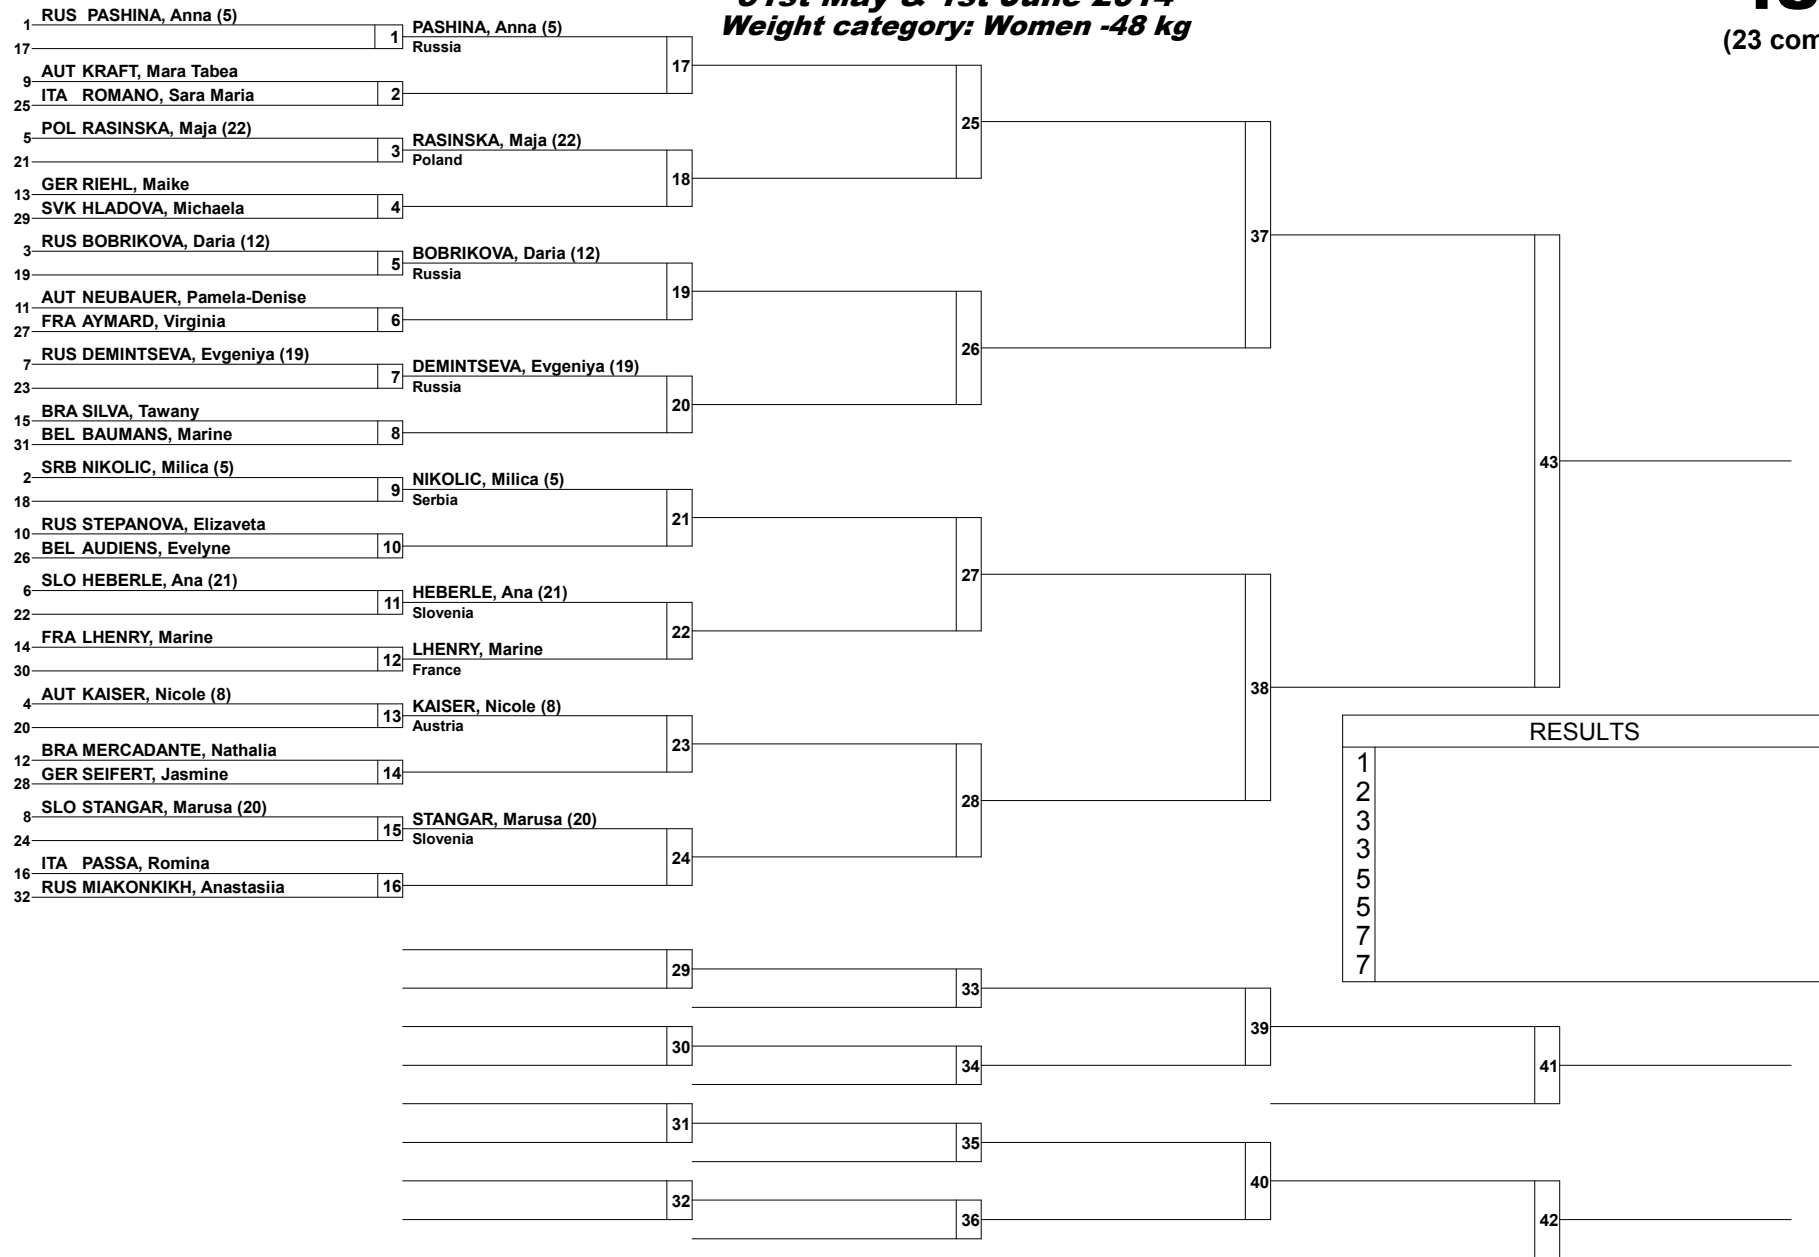 31st May & 1st June 2014
Weight category: Women -48 kg
(23 com
1 RUS PASHINA, Anna (5)
17
1
PASHINA, Anna (5)
Russia
9 AUT KRAFT, Mara Tabea
25 ITA ROMANO, Sara Maria
2
17
5 POL RASINSKA, Maja (22)
21
3
RASINSKA, Maja (22)
Poland
13 GER RIEHL, Maike
29 SVK HLADOVA, Michaela
4
18
25
3 RUS BOBRIKOVA, Daria (12)
19
5
BOBRIKOVA, Daria (12)
Russia
11 AUT NEUBAUER, Pamela-Denise
27 FRA AYMARD, Virginia
6
19
7 RUS DEMINTSEVA, Evgeniya (19)
23
7
DEMINTSEVA, Evgeniya (19)
Russia
15 BRA SILVA, Tawany
31 BEL BAUMANS, Marine
8
20
26
37
2 SRB NIKOLIC, Milica (5)
18
9
NIKOLIC, Milica (5)
Serbia
10 RUS STEPANOVA, Elizaveta
26 BEL AUDIENS, Evelyne
10
21
6 SLO HEBERLE, Ana (21)
22
11
HEBERLE, Ana (21)
Slovenia
14 FRA LHENRY, Marine
30
12
LHENRY, Marine
France
22
27
4 AUT KAISER, Nicole (8)
20
13
KAISER, Nicole (8)
Austria
12 BRA MERCADANTE, Nathalia
28 GER SEIFERT, Jasmine
14
23
8 SLO STANGAR, Marusa (20)
24
15
STANGAR, Marusa (20)
Slovenia
16 ITA PASSA, Romina
32 RUS MIAKONKIKH, Anastasiia
16
24
28
38
43
RESULTS
1
2
3
3
5
5
7
7
29
33
30
34
39
41
31
35
32
36
40
42